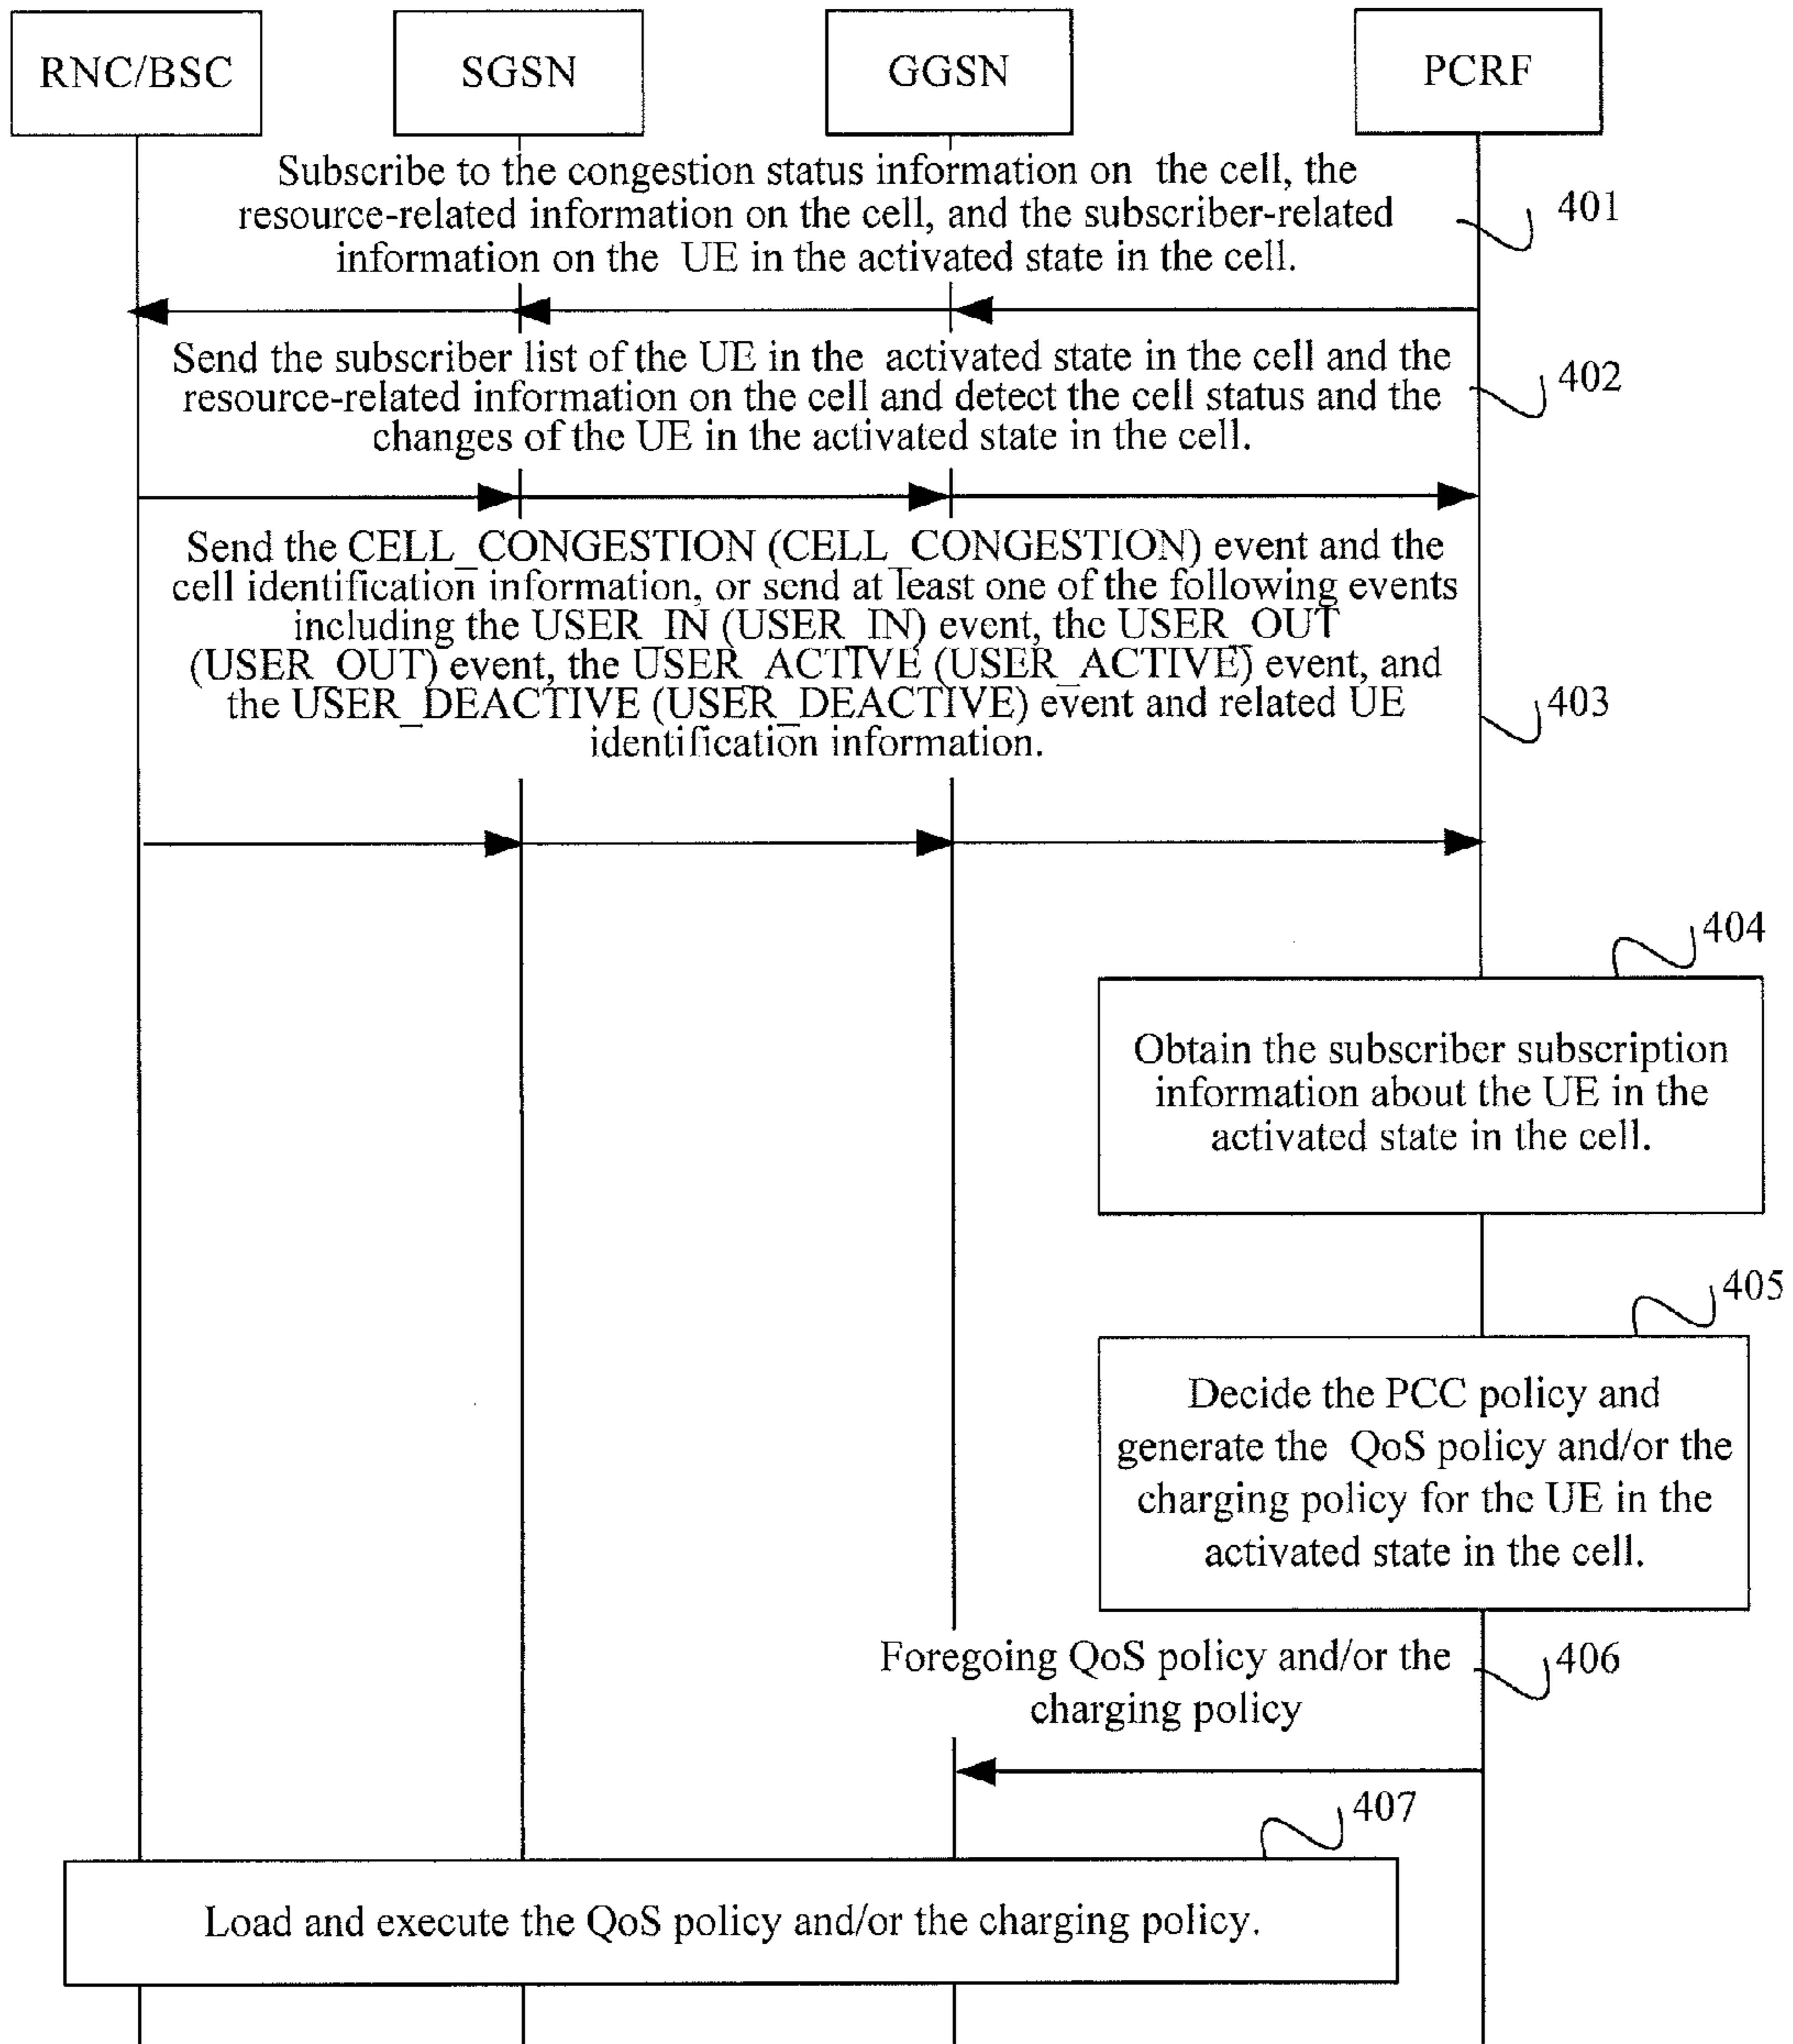 RNC/BSC
SGSN
GGSN
PCRF
Subscribe to the congestion status information on the cell, the
resource-related information on the cell, and the subscriber-related
information on the UE in the activated state in the cell.
401
Send the subscriber list of the UE in the activated state in the cell and the
resource-related information on the cell and detect the cell status and the
changes of the UE in the activated state in the cell.
402
Send the CELL_CONGESTION (CELL_CONGESTION) event and the
cell identification information, or send at least one of the following events
including the USER_IN (USER_IN) event, the USER_OUT
(USER_OUT) event, the USER_ACTIVE (USER_ACTIVE) event, and
the USER_DEACTIVE (USER_DEACTIVE) event and related UE
identification information.
403
404
Obtain the subscriber subscription
information about the UE in the
activated state in the cell.
405
Decide the PCC policy and
generate the QoS policy and/or the
charging policy for the UE in the
activated state in the cell.
Foregoing QoS policy and/or the
charging policy
406
407
Load and execute the QoS policy and/or the charging policy.